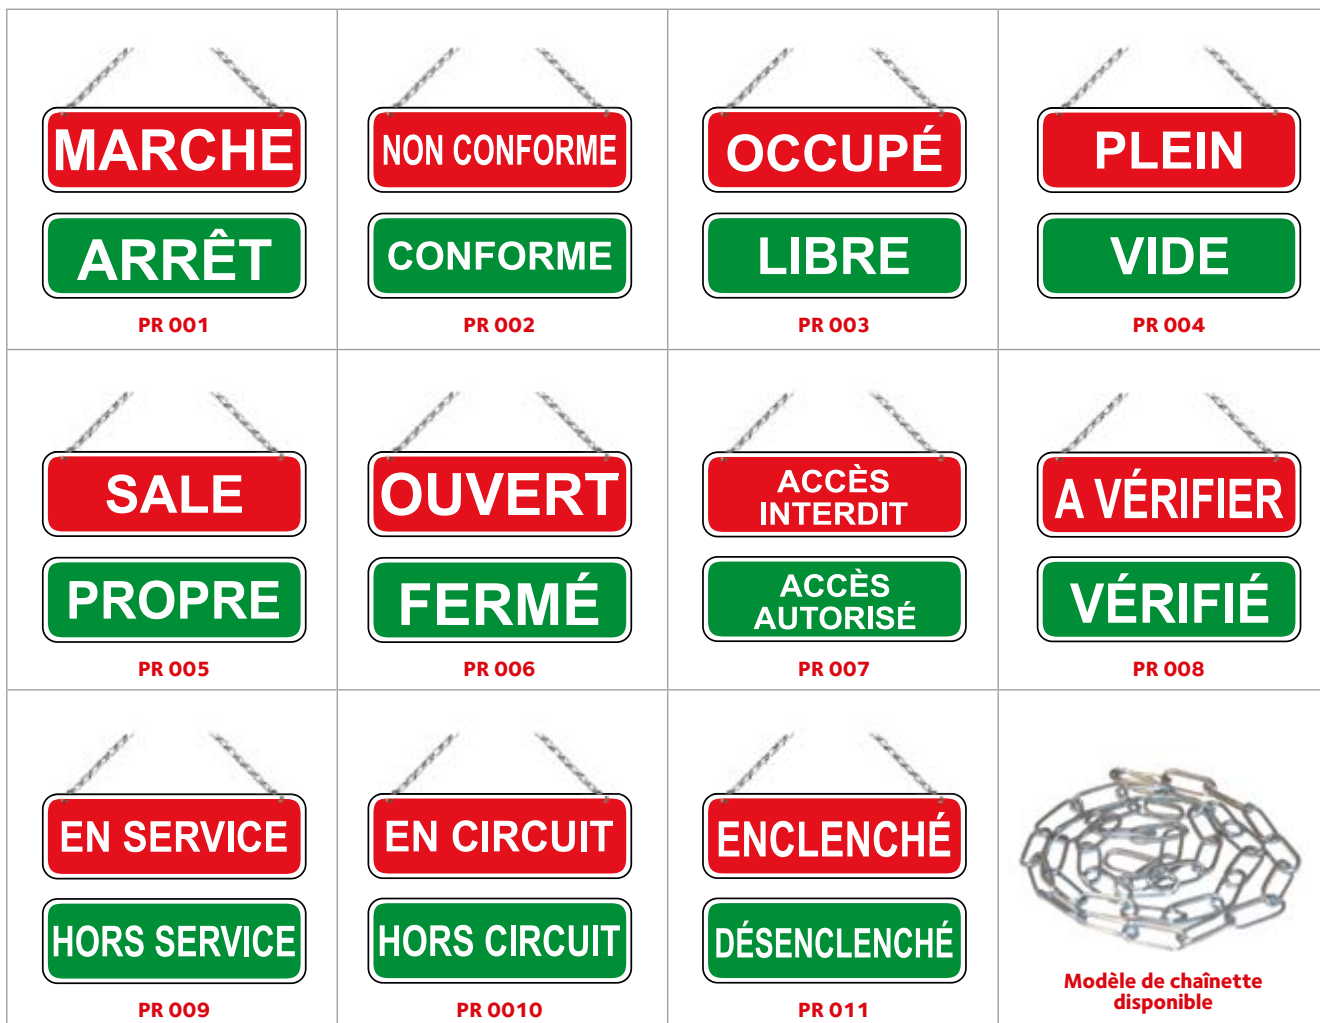 MARCHE
ARRÊT
PR 001
NON CONFORME
CONFORME
PR 002
OCCUPÉ
LIBRE
PR 003
PLEIN
VIDE
PR 004
SALE
PROPRE
PR 005
OUVERT
FERMÉ
PR 006
ACCÈS
INTERDIT
ACCÈS
AUTORISÉ
PR 007
A VÉRIFIER
VÉRIFIÉ
PR 008
EN SERVICE
HORS SERVICE
PR 009
EN CIRCUIT
HORS CIRCUIT
PR 0010
ENCLENCHÉ
DÉSENCLENCHÉ
PR 011
Modèle de chaînette
disponible